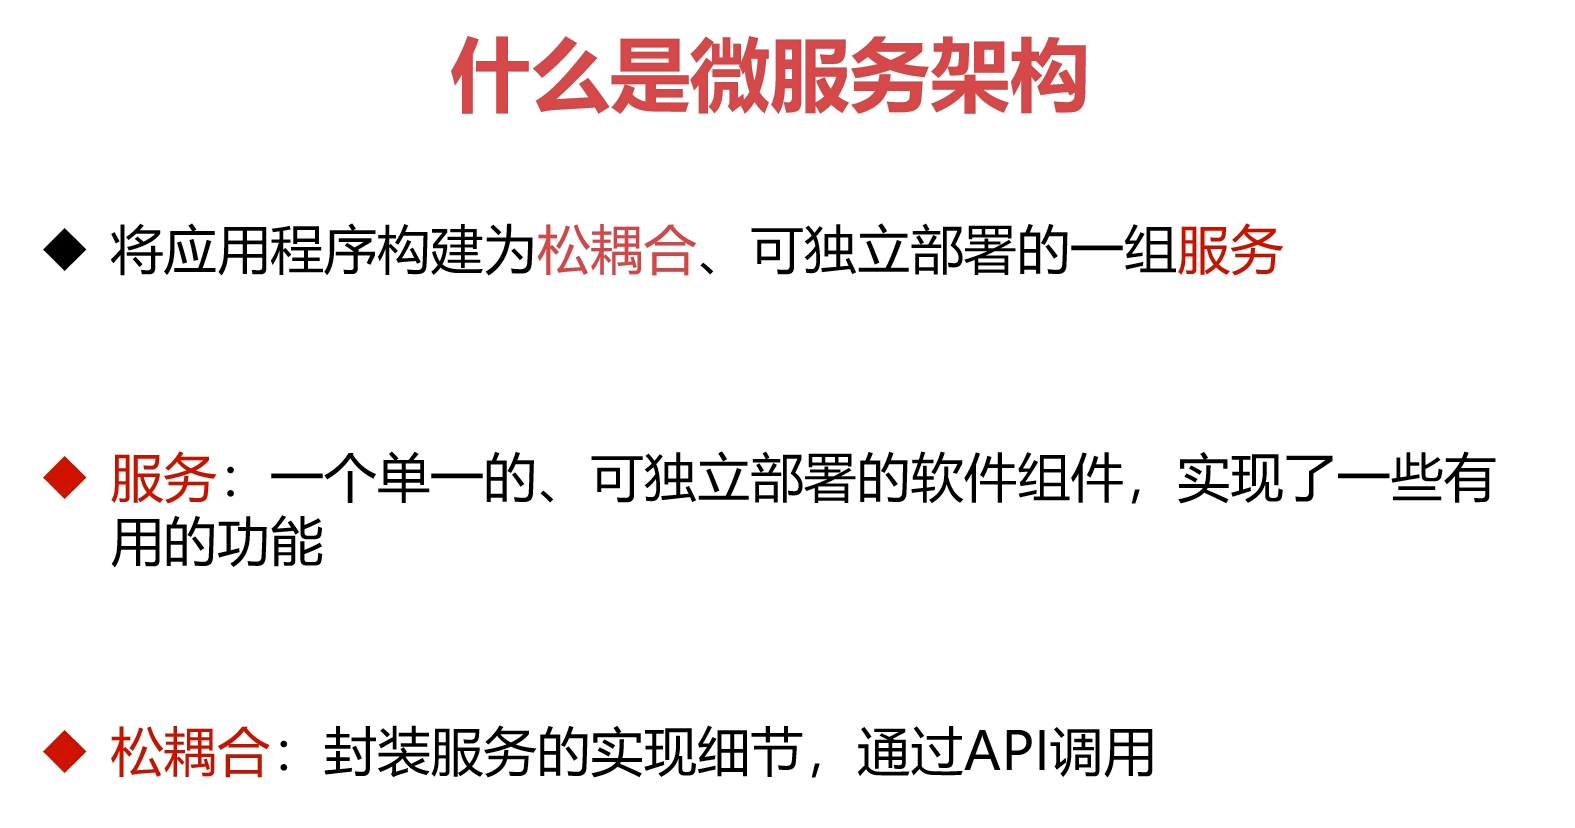 什么是微服务架构
◆ 将应用程序构建为松耦合、可独立部署的一组服务
◆ 服务：一个单一的、可独立部署的软件组件，实现了一些有
用的功能
◆ 松耦合：封装服务的实现细节，通过API调用